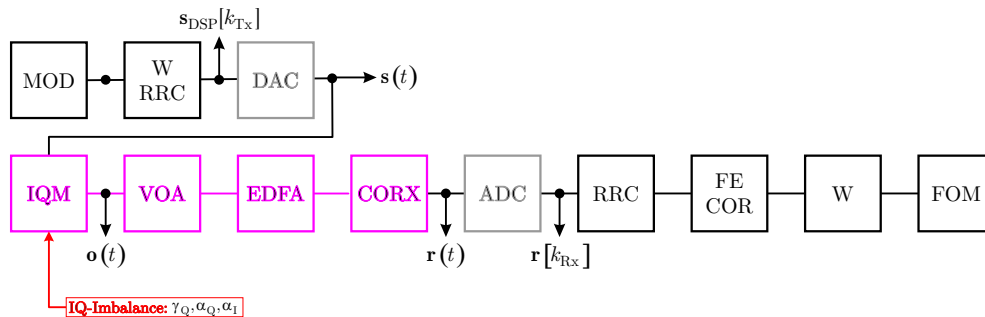 𝐬_DSP[k_Tx]
MOD
W
RRC
DAC
𝐬(t)
IQM
VOA
EDFA
CORX
ADC
RRC
FE
COR
W
FOM
𝐨(t)
𝐫(t)
𝐫[k_Rx]
IQ-Imbalance: γ_Q, α_Q, α_I